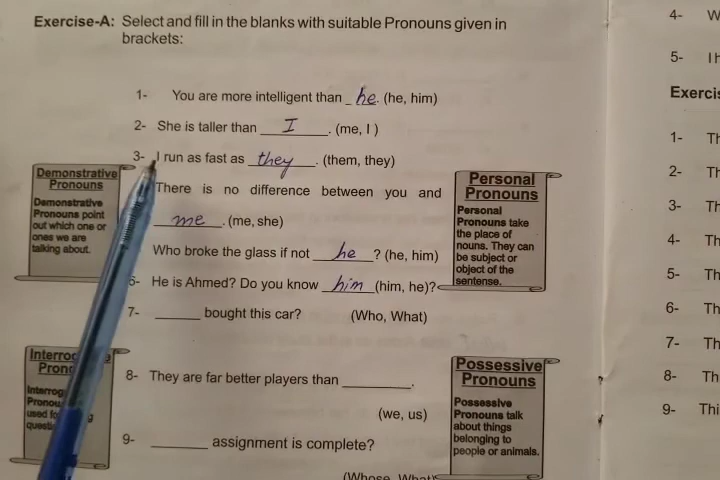 Exercise-A: Select and fill in the blanks with suitable Pronouns given in
brackets:
1- You are more intelligent than he. (he, him)
2- She is taller than I. (me, I )
3- I run as fast as they. (them, they)
There is no difference between you and
me. (me, she)
Who broke the glass if not he? (he, him)
6- He is Ahmed? Do you know him (him, he)?
7- ______ bought this car? (Who, What)
8- They are far better players than ______.
(we, us)
9- ______ assignment is complete?
(Whose, What)
Demonstrative
Pronouns
Demonstrative
Pronouns point
out which one or
ones we are
talking about.
Personal
Pronouns
Personal
Pronouns take
the place of
nouns. They can
be subject or
object of the
sentense.
Possessive
Pronouns
Possessive
Pronouns talk
about things
belonging to
people or animals.
4- W
5-
1- Th
2- Th
3- Th
4- Th
5- Th
6- Th
7- Th
8- Th
9- Thi